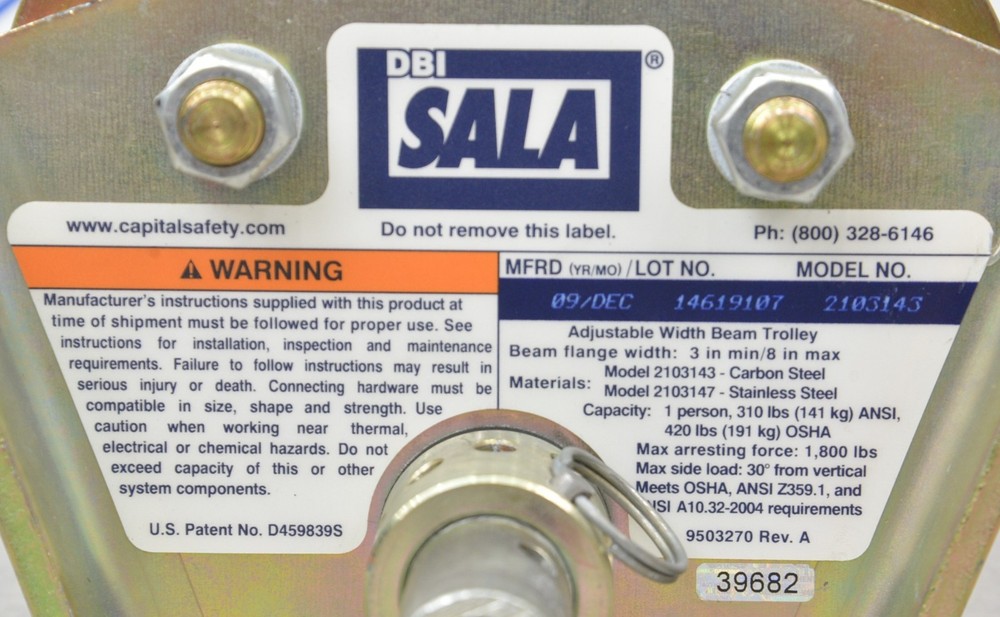 DBI
SALA®
www.capitalsafety.com
Do not remove this label.
Ph: (800) 328-6146
⚠ WARNING
Manufacturer's instructions supplied with this product at
time of shipment must be followed for proper use. See
instructions for installation, inspection and maintenance
requirements. Failure to follow instructions may result in
serious injury or death. Connecting hardware must be
compatible in size, shape and strength. Use
caution when working near thermal,
electrical or chemical hazards. Do not
exceed capacity of this or other
system components.
U.S. Patent No. D459839S
MFRD (YR/MO) / LOT NO. MODEL NO.
09/DEC 14619107 2103143
Adjustable Width Beam Trolley
Beam flange width: 3 in min/8 in max
Materials: Model 2103143 - Carbon Steel
Model 2103147 - Stainless Steel
Capacity: 1 person, 310 lbs (141 kg) ANSI,
420 lbs (191 kg) OSHA
Max arresting force: 1,800 lbs
Max side load: 30° from vertical
Meets OSHA, ANSI Z359.1, and
A10.32-2004 requirements
9503270 Rev. A
39682